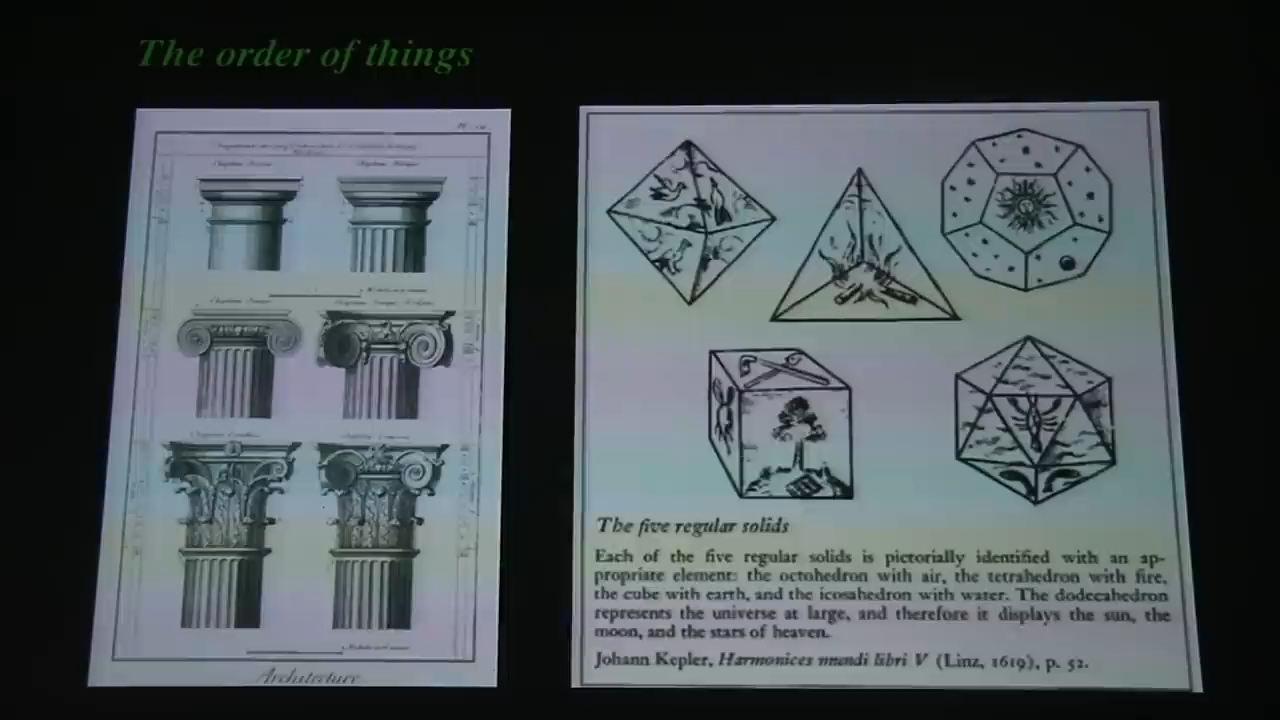 The order of things
Architecture
The five regular solids
Each of the five regular solids is pictorially identified with an ap-
propriate element: the octohedron with air, the tetrahedron with fire,
the cube with earth, and the icosahedron with water. The dodecahedron
represents the universe at large, and therefore it displays the sun, the
moon, and the stars of heaven.
Johann Kepler, Harmonices mundi libri V (Linz, 1619), p. 52.